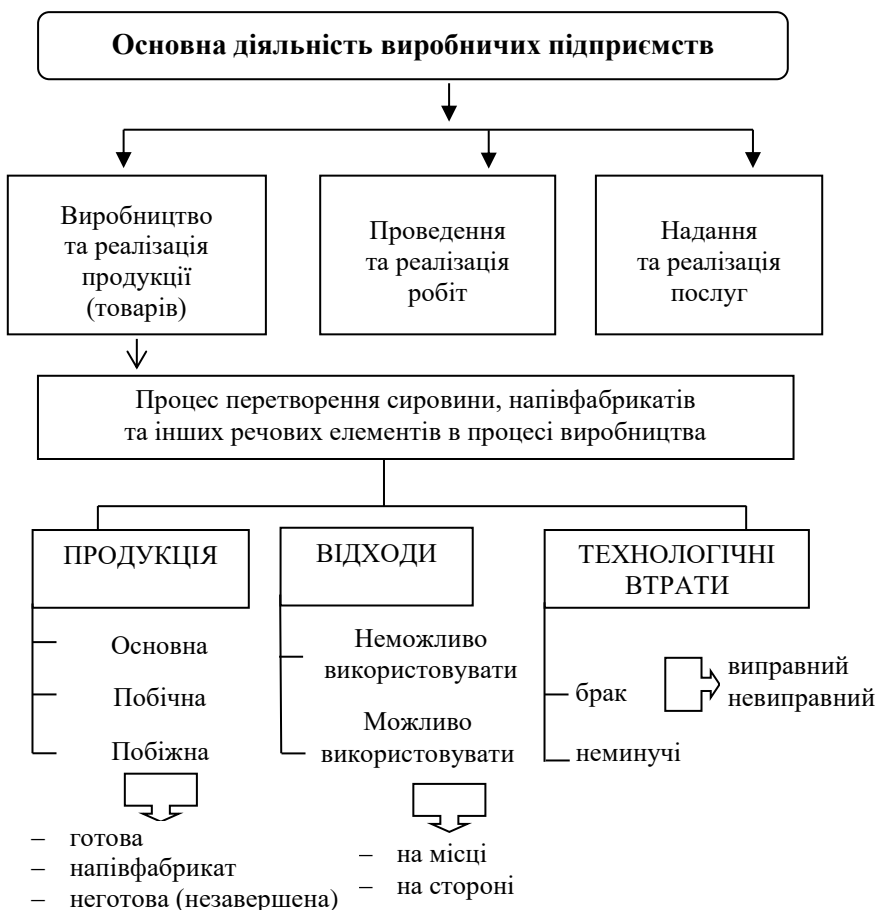 Основна діяльність виробничих підприємств
Виробництво
та реалізація
продукції
(товарів)
Проведення
та реалізація
робіт
Надання
та реалізація
послуг
Процес перетворення сировини, напівфабрикатів
та інших речових елементів в процесі виробництва
ПРОДУКЦІЯ
Основна
Побічна
Побіжна
– готова
– напівфабрикат
– неготова (незавершена)
ВІДХОДИ
Неможливо
використовувати
Можливо
використовувати
– на місці
– на стороні
ТЕХНОЛОГІЧНІ
ВТРАТИ
брак
виправний
невиправний
неминучі